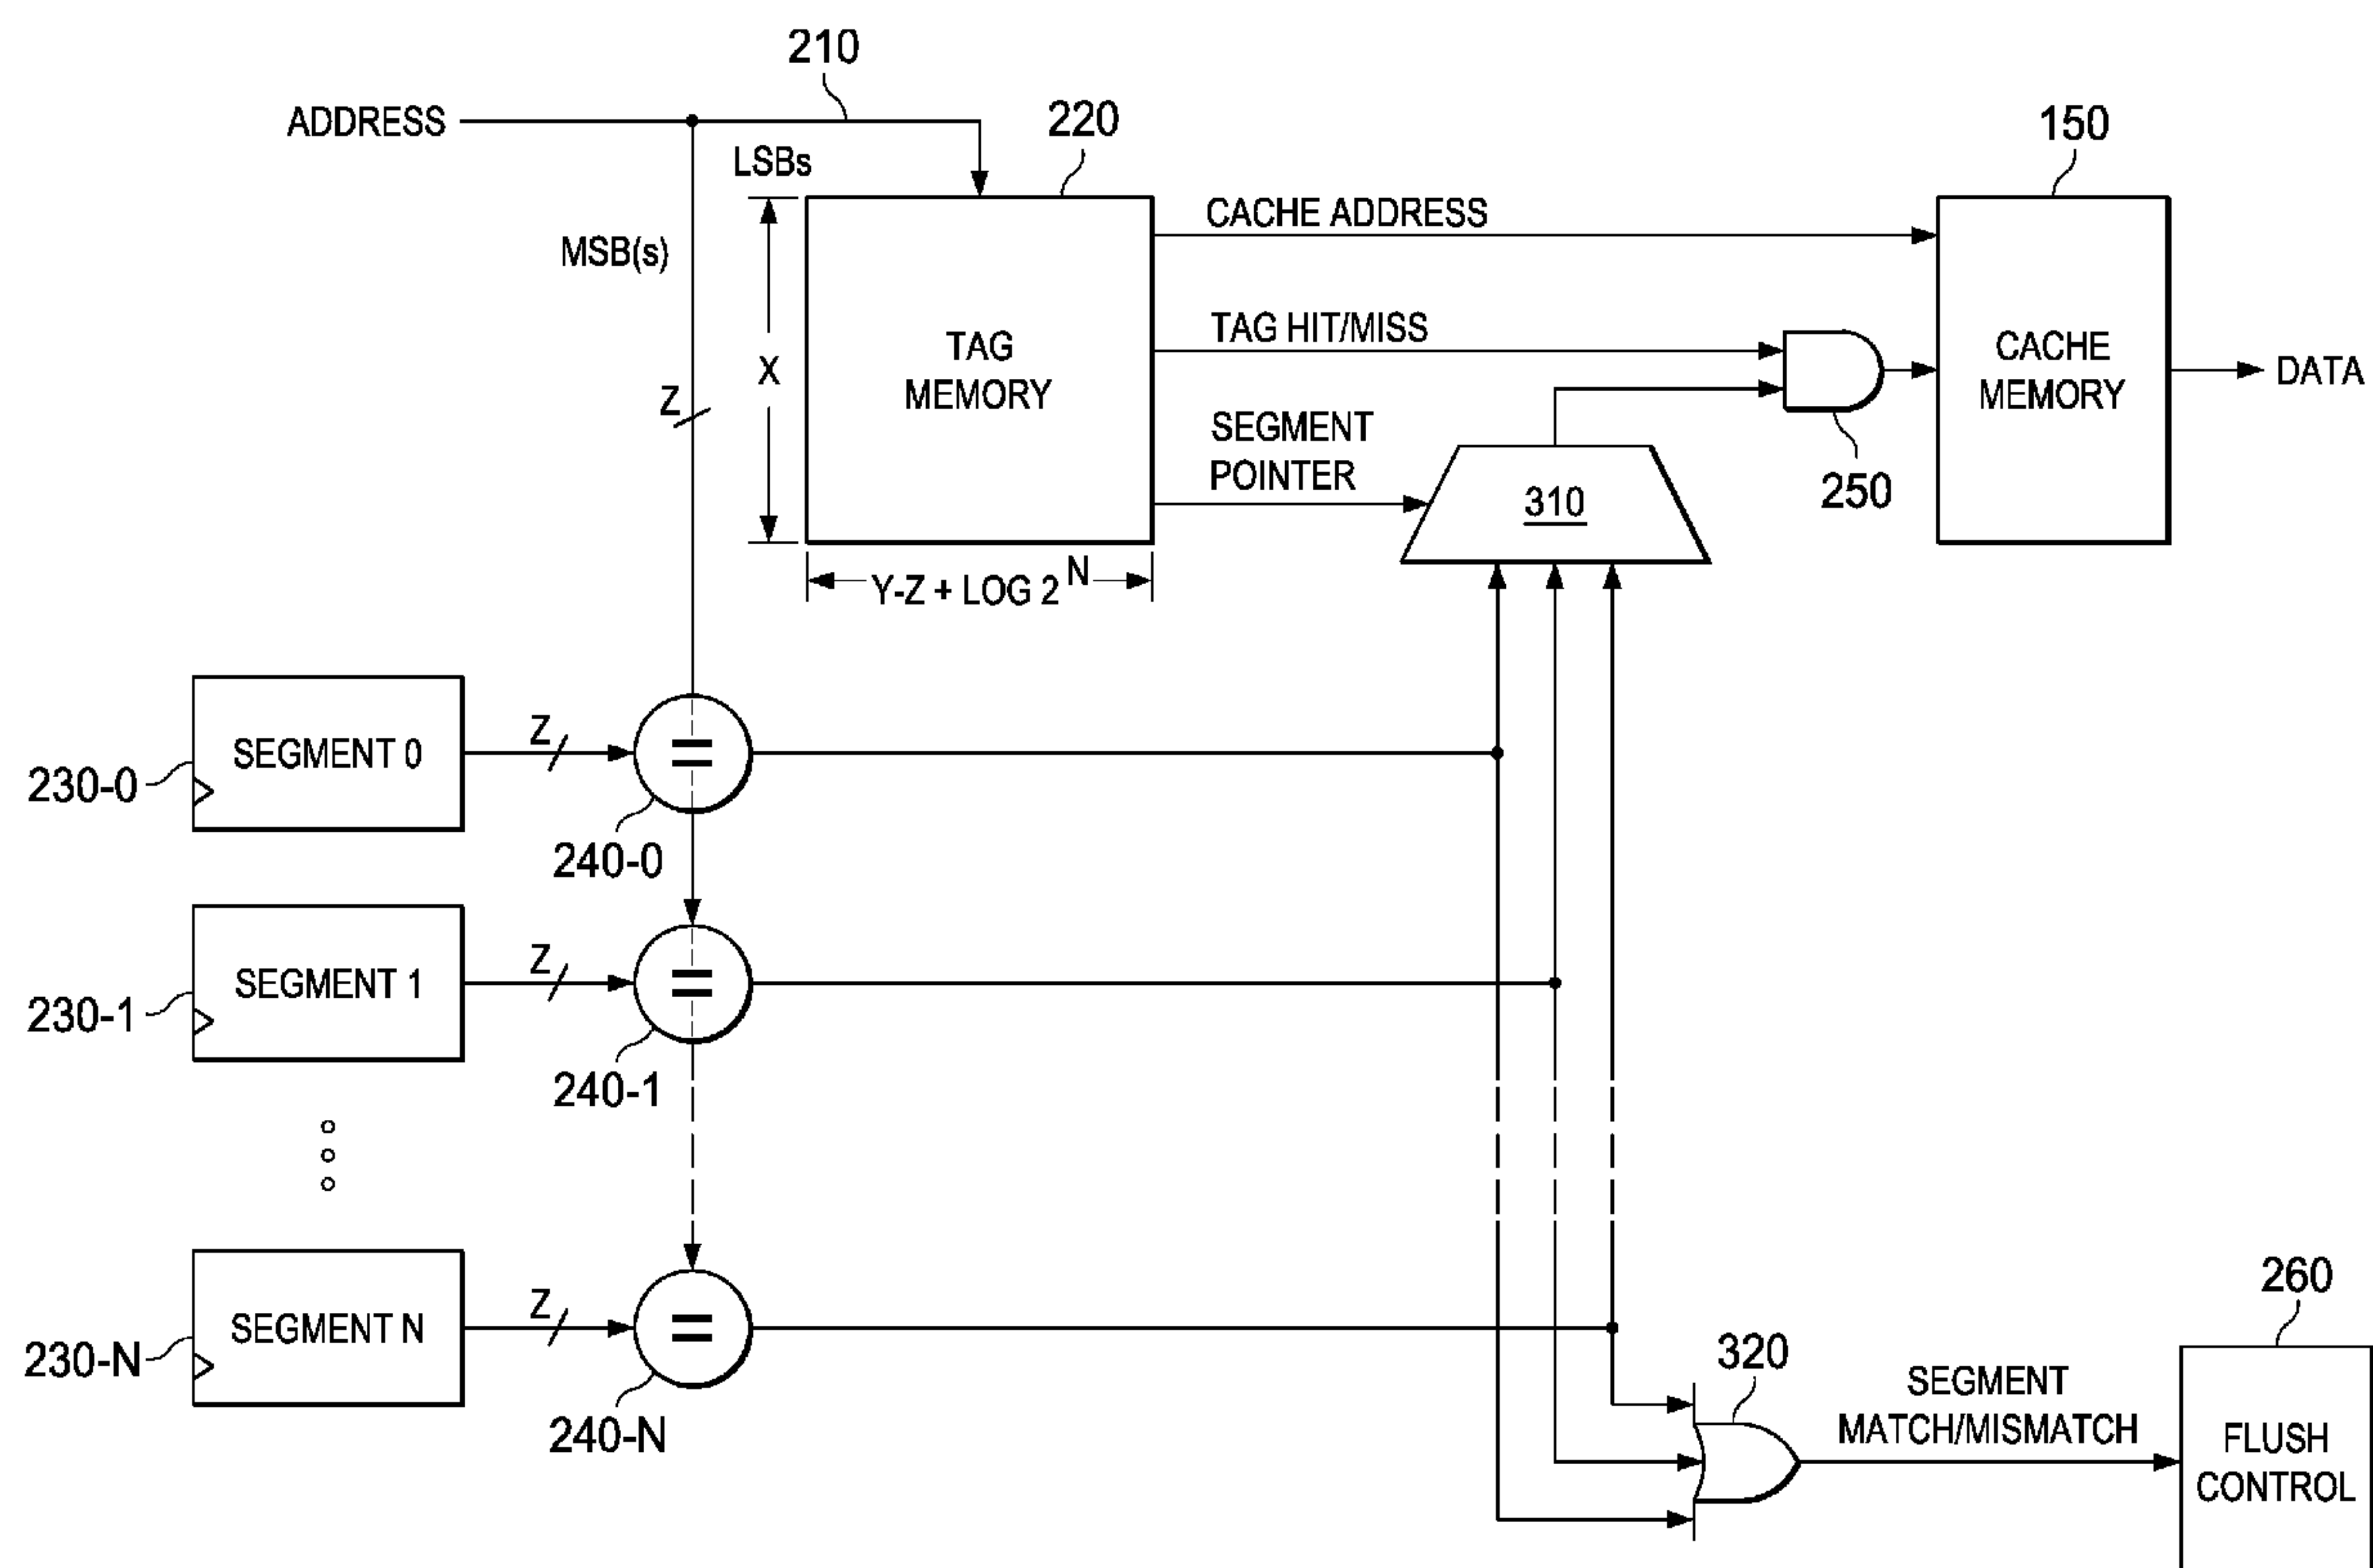 210
ADDRESS
220
150
LSBs
CACHE ADDRESS
MSB(s)
TAG HIT/MISS
TAG
MEMORY
CACHE
MEMORY
DATA
X
Z
SEGMENT
POINTER
250
310
Y-Z + LOG 2 N
SEGMENT 0
Z
=
230-0
240-0
SEGMENT 1
Z
=
230-1
240-1
SEGMENT N
Z
=
230-N
240-N
260
320
SEGMENT
MATCH/MISMATCH
FLUSH
CONTROL